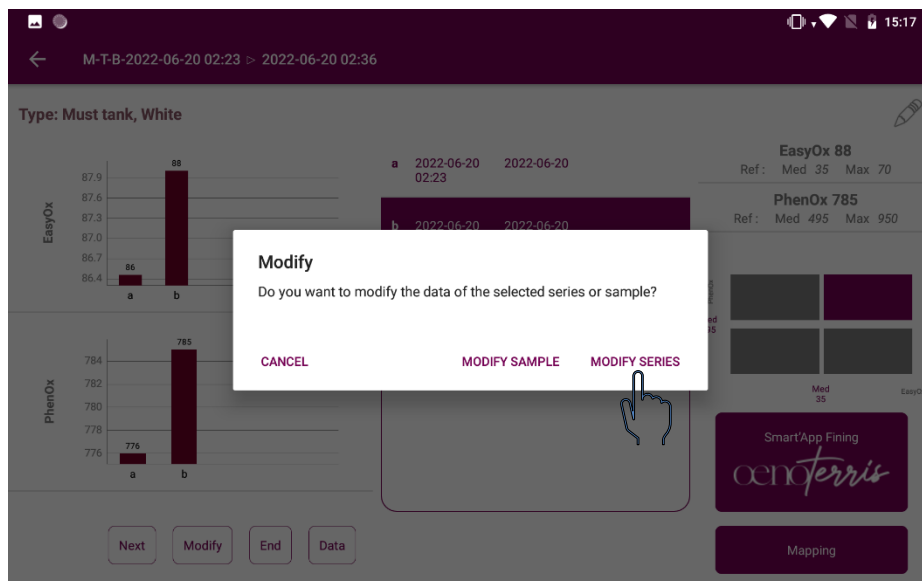 15:17
M-T-B-2022-06-20 02:23 ▷ 2022-06-20 02:36
Type: Must tank, White
EasyOx
87.9
87.6
87.3
87.0
86.7
86.4
86
88
a
b
PhenOx
784
782
780
778
776
776
785
a
b
Next Modify End Data
a 2022-06-20 2022-06-20
02:23
b 2022-06-20 2022-06-20
Modify
Do you want to modify the data of the selected series or sample?
CANCEL MODIFY SAMPLE MODIFY SERIES
EasyOx 88
Ref : Med 35 Max 70
PhenOx 785
Ref : Med 495 Max 950
PhenOx
Med
35
Smart'App Fining
œnoterris
Mapping